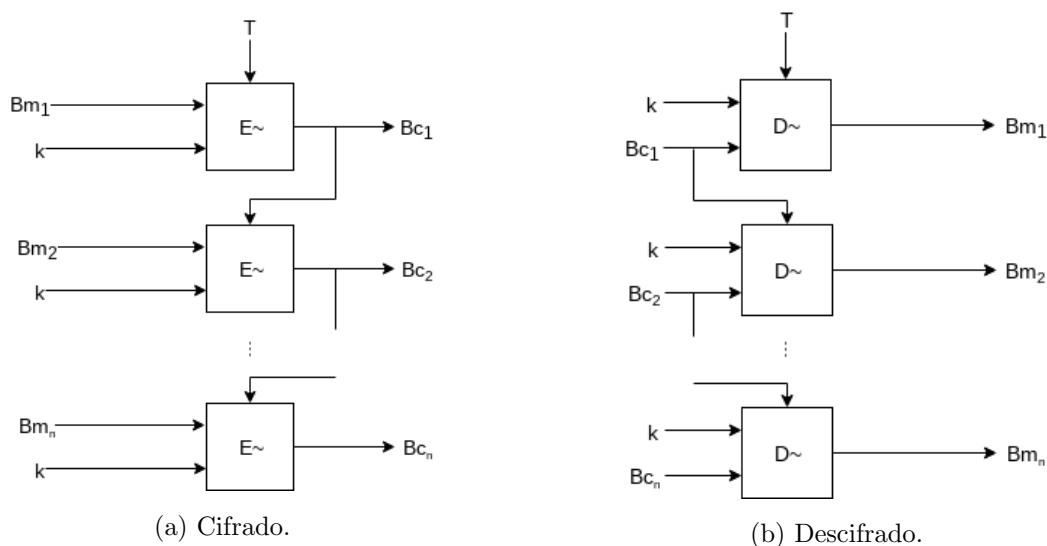 T
Bm₁
k
E~
Bc₁
Bm₂
k
E~
Bc₂
Bmₙ
k
E~
Bcₙ
(a) Cifrado.
T
k
Bc₁
D~
Bm₁
k
Bc₂
D~
Bm₂
k
Bcₙ
D~
Bmₙ
(b) Descifrado.